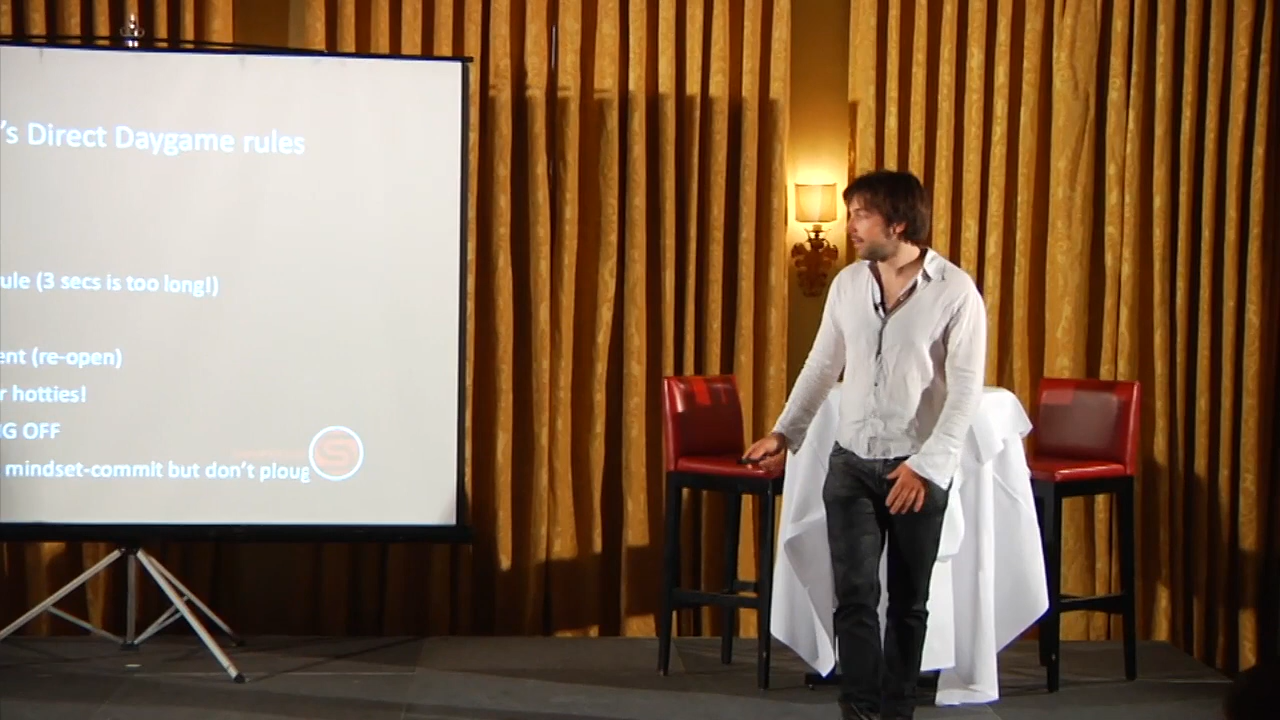 's Direct Daygame rules
ule (3 secs is too long!)
ent (re-open)
r hotties!
G OFF
mindset-commit but don't ploug
S